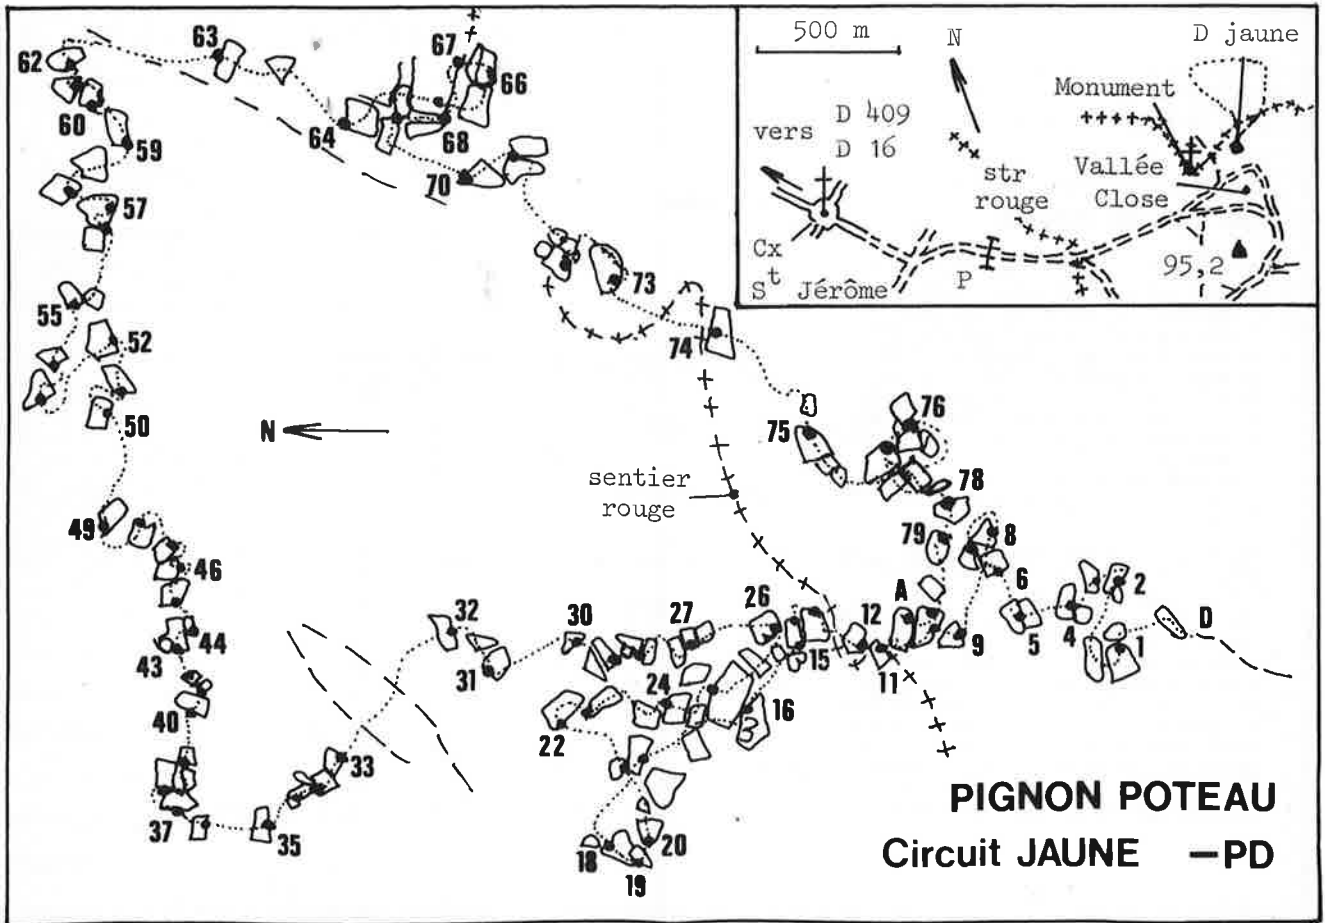 500 m
N
D jaune
Monument
vers
D 409
D 16
str
rouge
Vallée
Close
Cx
St Jérôme
P
95,2
62
63
64
67
66
68
70
60
59
57
55
52
50
73
74
75
76
78
79
N
sentier
rouge
49
46
44
43
40
37
35
33
32
31
30
27
26
24
22
20
19
18
16
3
15
12
11
A
9
8
6
5
4
2
1
D
PIGNON POTEAU
Circuit JAUNE –PD